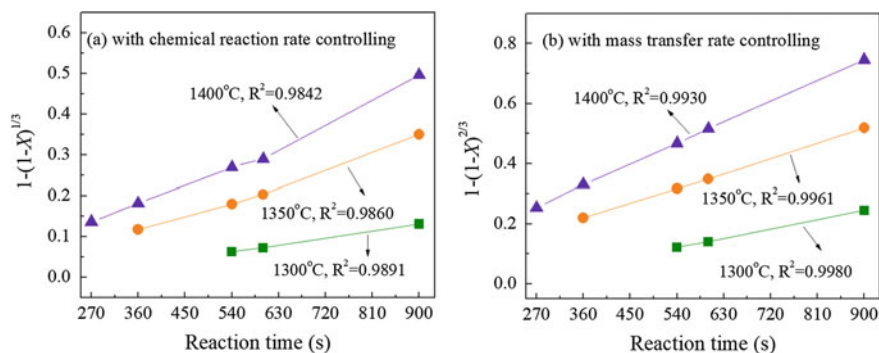 (a) with chemical reaction rate controlling
1-(1-X)^1/3
0.6
0.5
0.4
0.3
0.2
0.1
0.0
1400°C, R²=0.9842
1350°C, R²=0.9860
1300°C, R²=0.9891
270 360 450 540 630 720 810 900
Reaction time (s)
(b) with mass transfer rate controlling
1-(1-X)^2/3
0.8
0.6
0.4
0.2
0.0
1400°C, R²=0.9930
1350°C, R²=0.9961
1300°C, R²=0.9980
270 360 450 540 630 720 810 900
Reaction time (s)